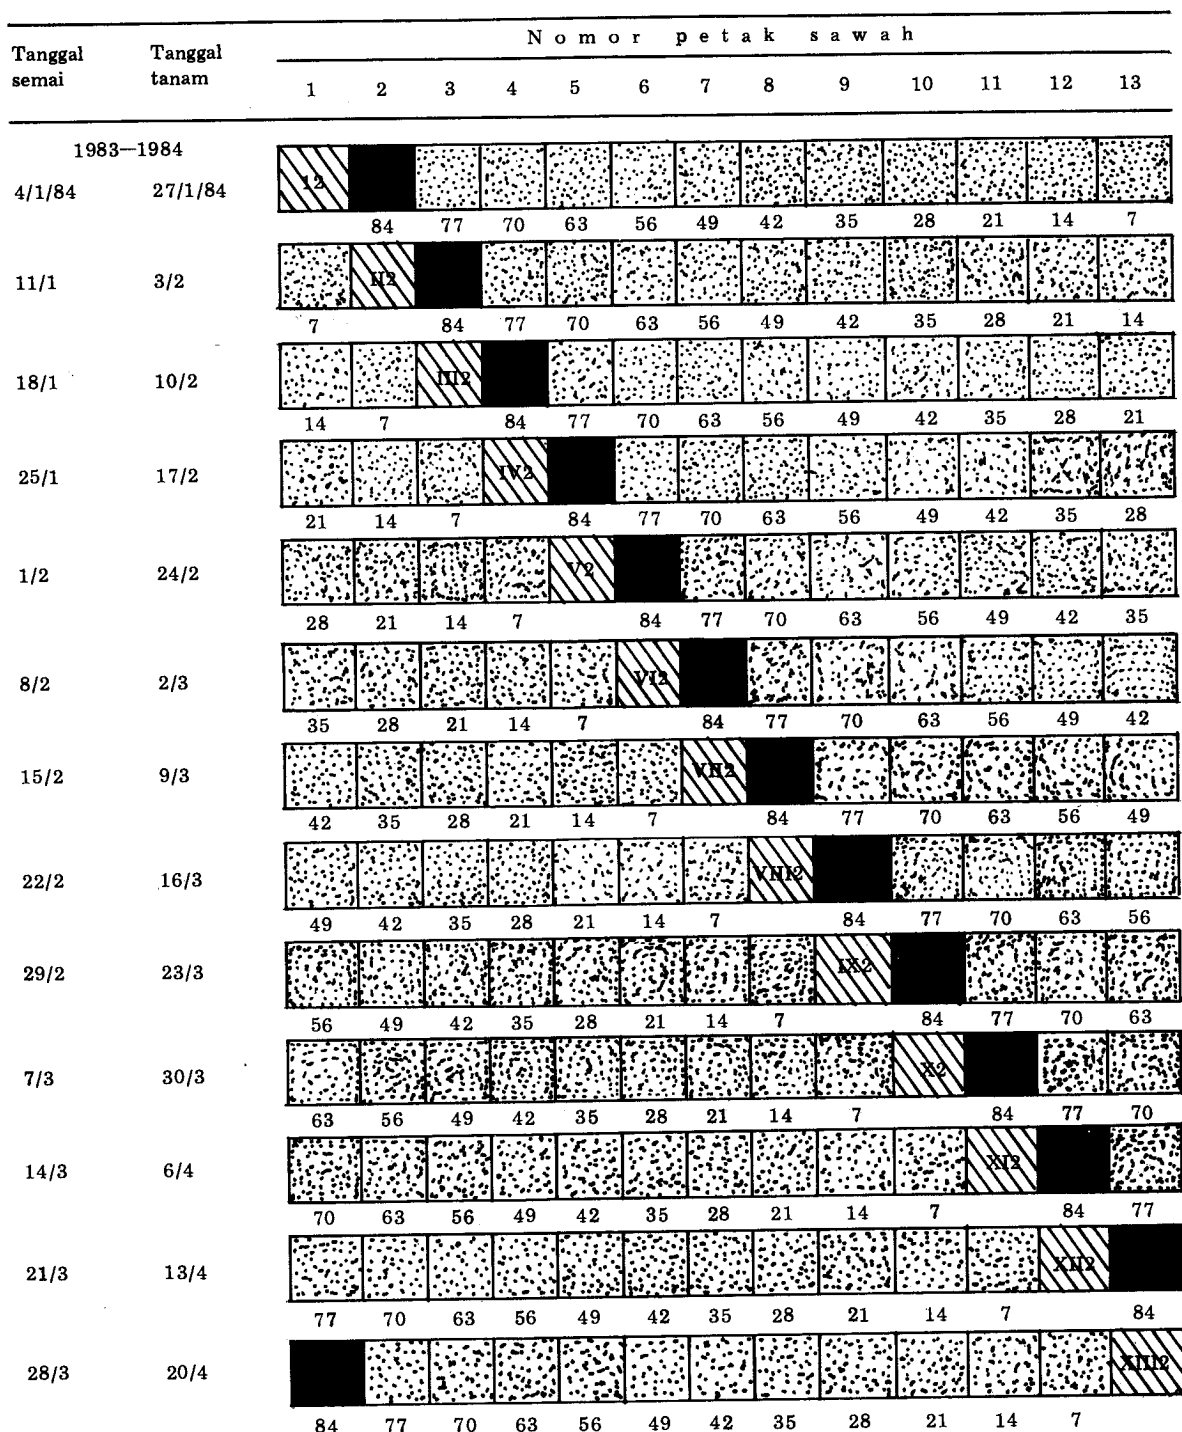 Nomor petak sawah
Tanggal semai Tanggal tanam
1 2 3 4 5 6 7 8 9 10 11 12 13
1983—1984
4/1/84 27/1/84 12
84 77 70 63 56 49 42 35 28 21 14 7
11/1 3/2 II2
7 84 77 70 63 56 49 42 35 28 21 14
18/1 10/2 III2
14 7 84 77 70 63 56 49 42 35 28 21
25/1 17/2 IV2
21 14 7 84 77 70 63 56 49 42 35 28
1/2 24/2 V2
28 21 14 7 84 77 70 63 56 49 42 35
8/2 2/3 VI2
35 28 21 14 7 84 77 70 63 56 49 42
15/2 9/3 VII2
42 35 28 21 14 7 84 77 70 63 56 49
22/2 16/3 VIII2
49 42 35 28 21 14 7 84 77 70 63 56
29/2 23/3 IX2
56 49 42 35 28 21 14 7 84 77 70 63
7/3 30/3 X2
63 56 49 42 35 28 21 14 7 84 77 70
14/3 6/4 XI2
70 63 56 49 42 35 28 21 14 7 84 77
21/3 13/4 XII2
77 70 63 56 49 42 35 28 21 14 7 84
28/3 20/4 XIII2
84 77 70 63 56 49 42 35 28 21 14 7